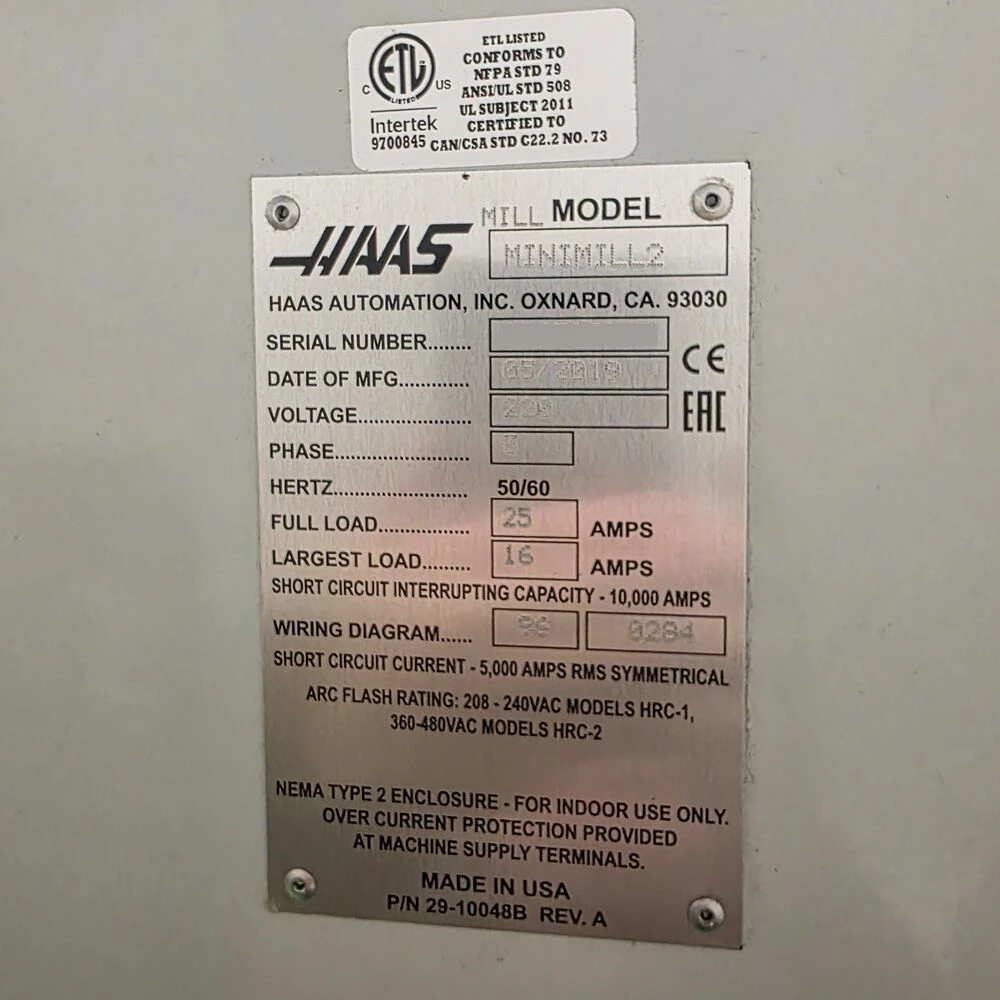 ETL LISTED
CONFORMS TO
NFPA STD 79
ANSI/UL STD 508
UL SUBJECT 2011
CERTIFIED TO
CAN/CSA STD C22.2 NO. 73
C ETL US
LISTED
Intertek
9700845
HAAS
MILL MODEL
MINIMILL2
HAAS AUTOMATION, INC. OXNARD, CA. 93030
SERIAL NUMBER........
DATE OF MFG............. 05/2019
VOLTAGE..................... 220
PHASE......................... 3
HERTZ......................... 50/60
FULL LOAD................. 25 AMPS
LARGEST LOAD......... 16 AMPS
SHORT CIRCUIT INTERRUPTING CAPACITY - 10,000 AMPS
WIRING DIAGRAM...... 96 0284
SHORT CIRCUIT CURRENT - 5,000 AMPS RMS SYMMETRICAL
ARC FLASH RATING: 208 - 240VAC MODELS HRC-1,
360-480VAC MODELS HRC-2
CE
EAC
NEMA TYPE 2 ENCLOSURE - FOR INDOOR USE ONLY.
OVER CURRENT PROTECTION PROVIDED
AT MACHINE SUPPLY TERMINALS.
MADE IN USA
P/N 29-10048B REV. A